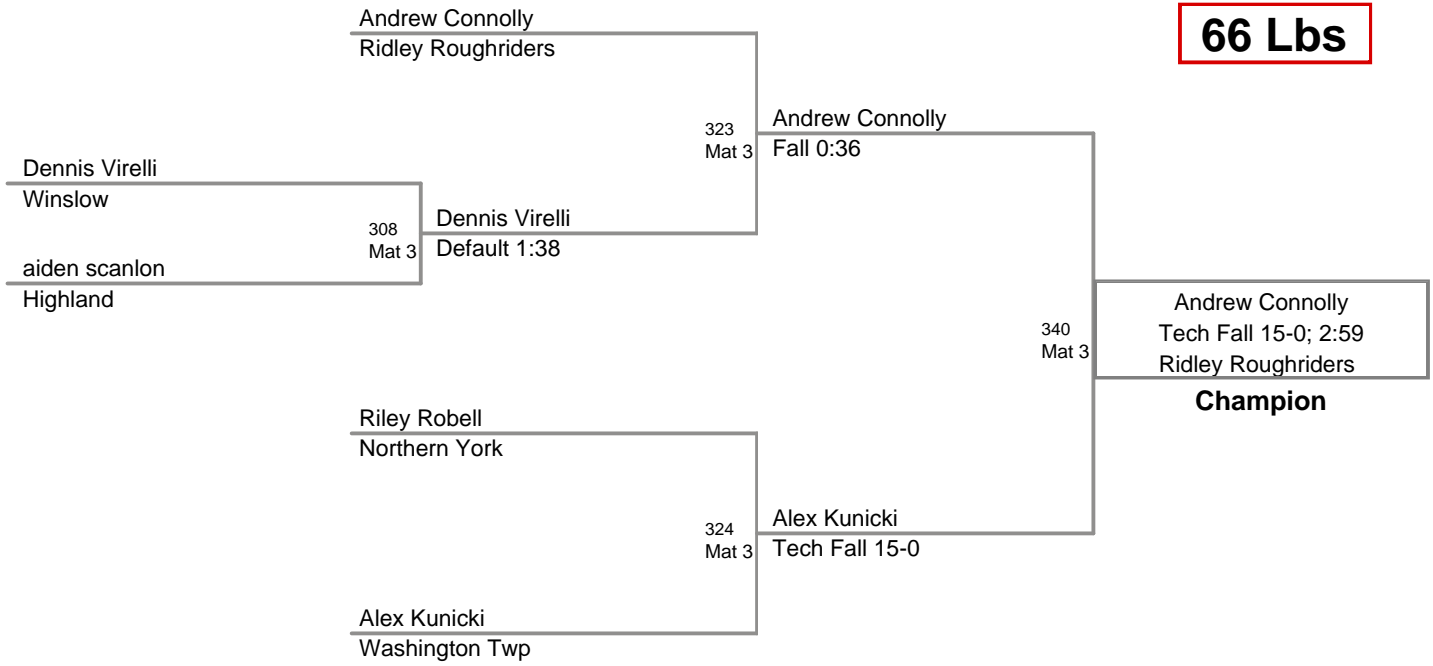 Andrew Connolly
Ridley Roughriders
66 Lbs
323
Mat 3
Andrew Connolly
Fall 0:36
Dennis Virelli
Winslow
308
Mat 3
Dennis Virelli
Default 1:38
aiden scanlon
Highland
340
Mat 3
Andrew Connolly
Tech Fall 15-0; 2:59
Ridley Roughriders
Champion
Riley Robell
Northern York
324
Mat 3
Alex Kunicki
Tech Fall 15-0
Alex Kunicki
Washington Twp